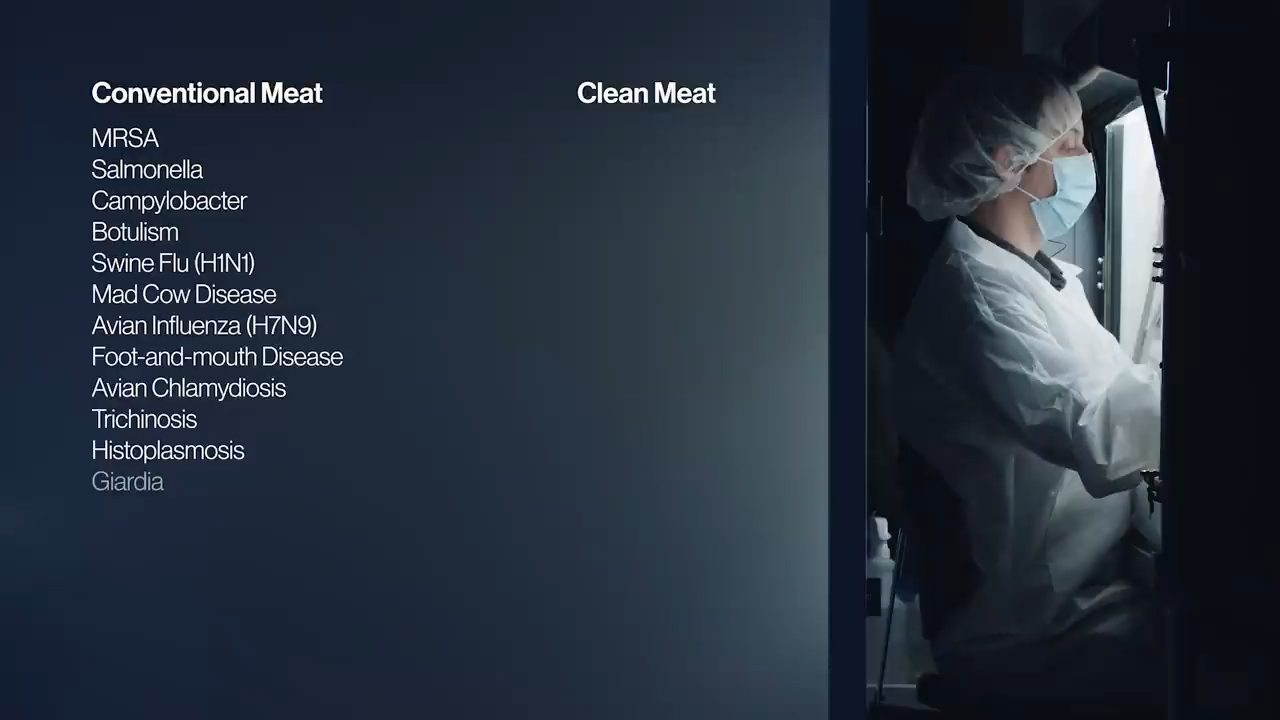 Conventional Meat
MRSA
Salmonella
Campylobacter
Botulism
Swine Flu (H1N1)
Mad Cow Disease
Avian Influenza (H7N9)
Foot-and-mouth Disease
Avian Chlamydiosis
Trichinosis
Histoplasmosis
Giardia
Clean Meat